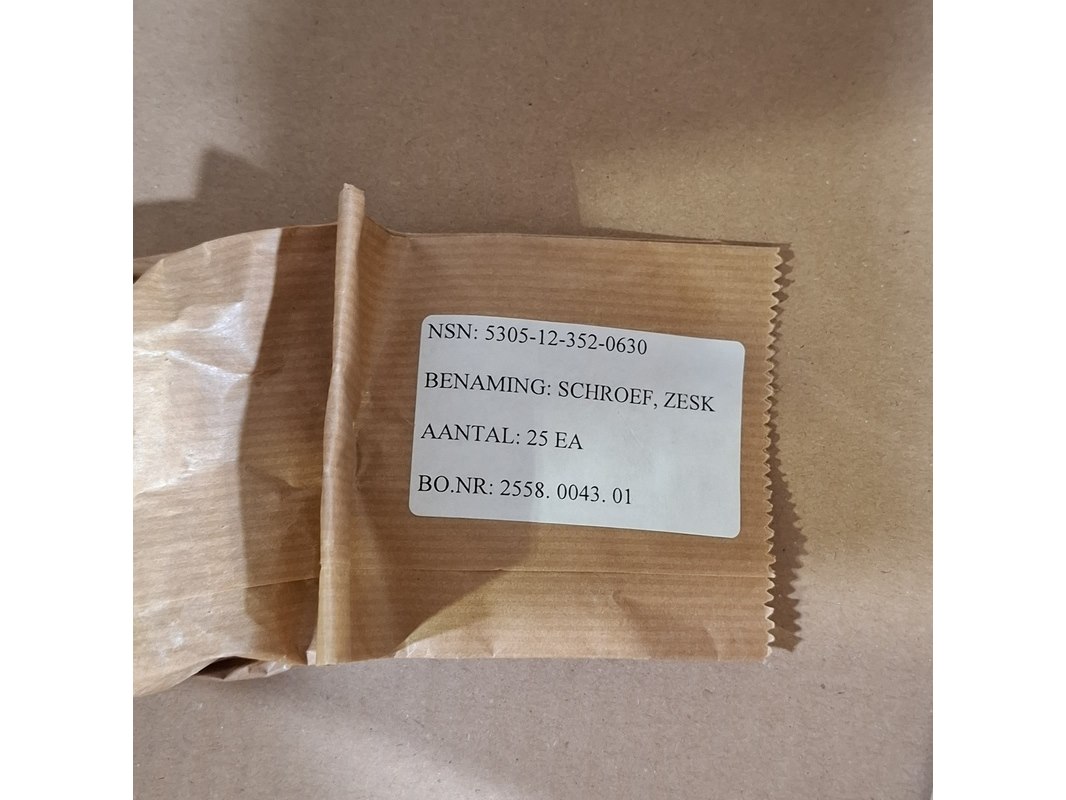 NSN: 5305-12-352-0630
BENAMING: SCHROEF, ZESK
AANTAL: 25 EA
BO.NR: 2558. 0043. 01